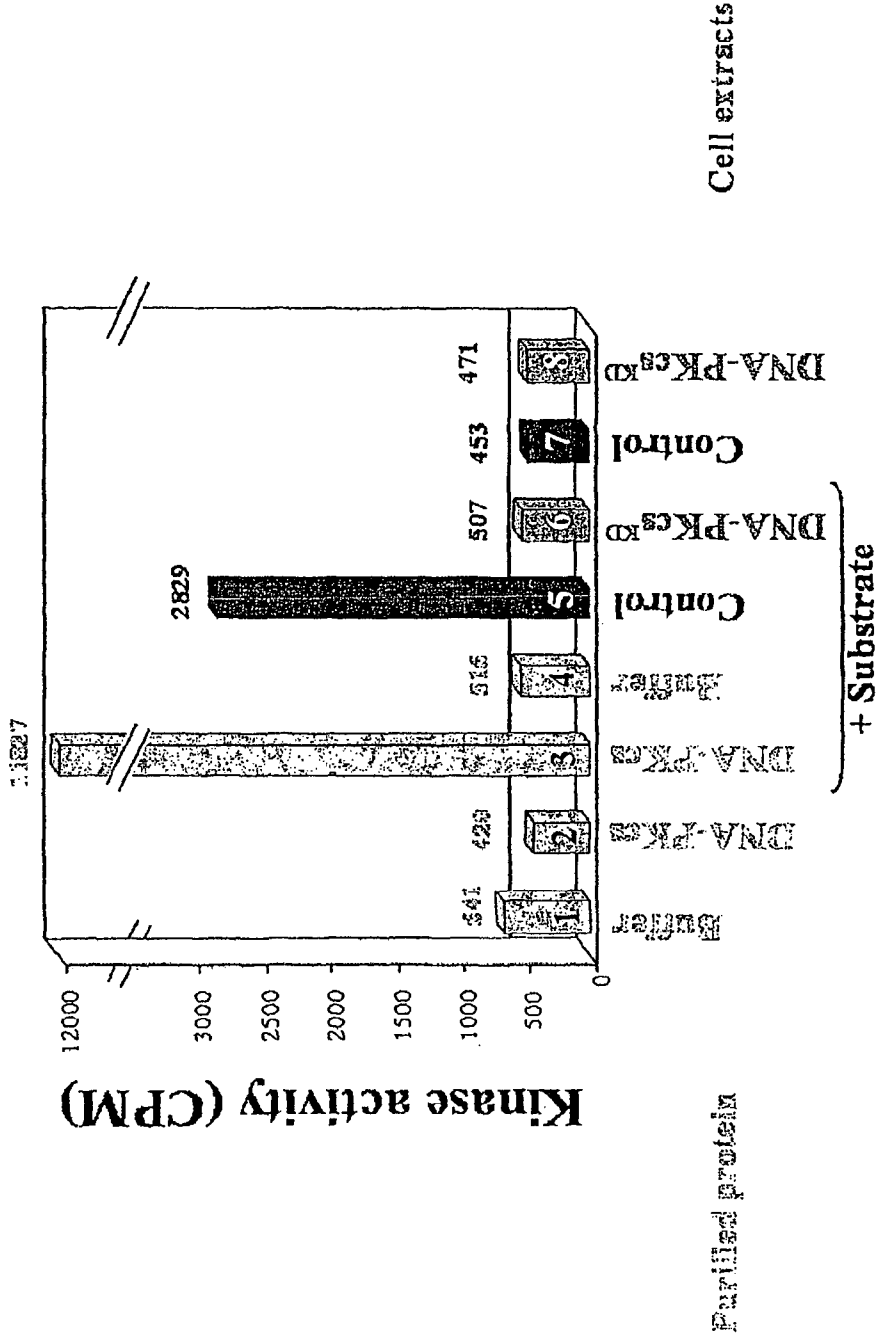 Kinase activity (CPM)
12000
3000
2500
2000
1500
1000
500
0
2829
516
507
453
471
1
2
3
4
5
6
7
8
Buffer
DNA-PKcs
DNA-PKcs
Buffer
Control
DNA-PKcsᴷᴰ
Control
DNA-PKcsᴷᴰ
+ Substrate
Purified protein
Cell extracts